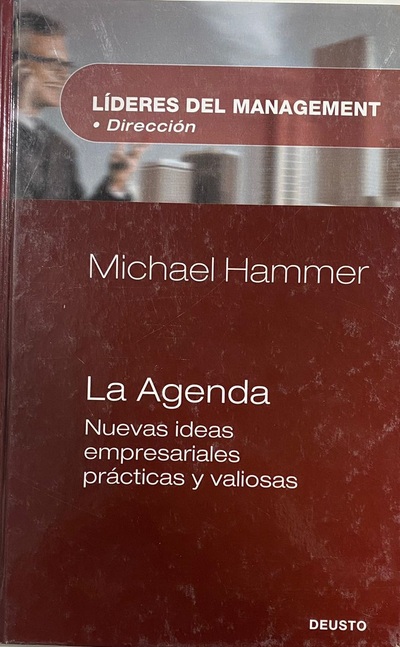 LÍDERES DEL MANAGEMENT
• Dirección
Michael Hammer
La Agenda
Nuevas ideas
empresariales
prácticas y valiosas
DEUSTO